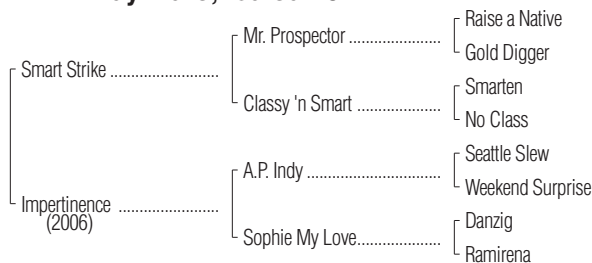 Raise a Native
Mr. Prospector
Gold Digger
Smart Strike
Smarten
Classy 'n Smart
No Class
Seattle Slew
A.P. Indy
Weekend Surprise
Impertinence
(2006)
Danzig
Sophie My Love
Ramirena